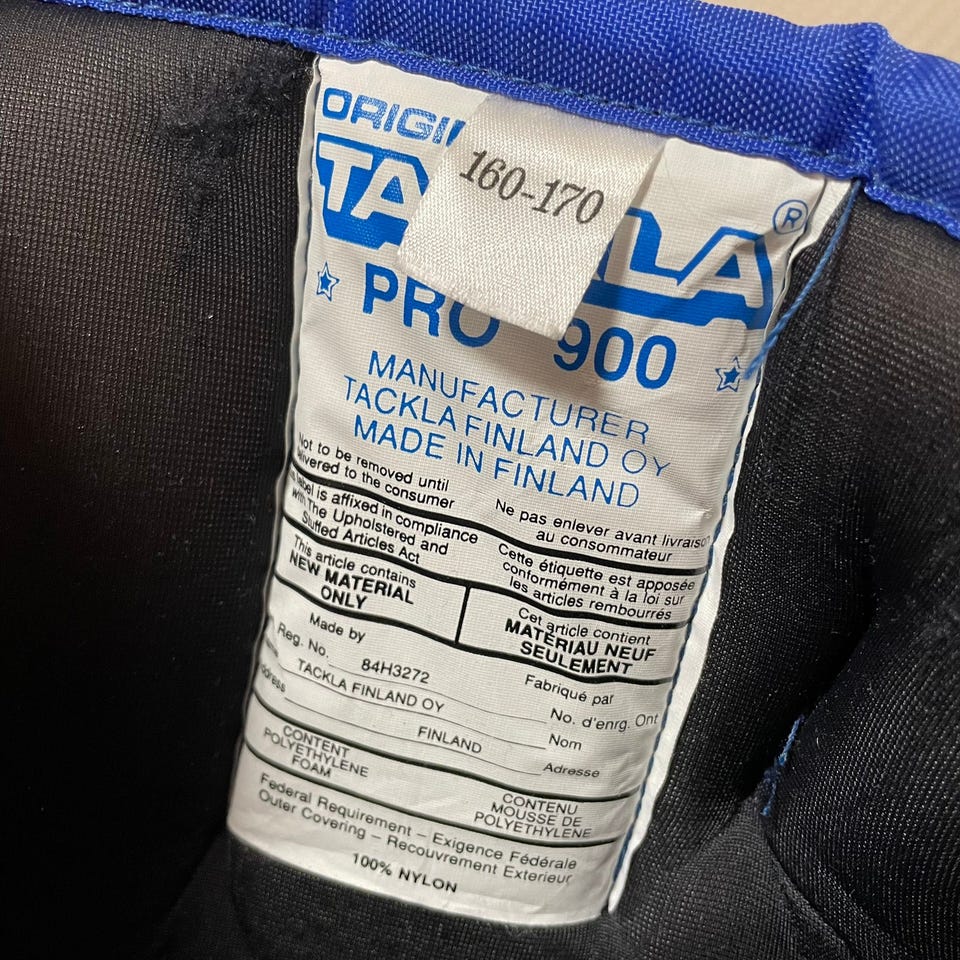 ORIGI
160-170
TA LA ®
PRO 900
MANUFACTURER
TACKLA FINLAND OY
MADE IN FINLAND
Not to be removed until
delivered to the consumer
Ne pas enlever avant livraison
au consommateur
label is affixed in compliance
with The Upholstered and
Stuffed Articles Act
Cette étiquette est apposée
conformément à la loi sur
les articles rembourrés
This article contains
NEW MATERIAL
ONLY
Cet article contient
MATÉRIAU NEUF
SEULEMENT
Made by
Fabriqué par
Reg. No. 84H3272 No. d'enrg. Ont
Name TACKLA FINLAND OY Nom
Address FINLAND Adresse
CONTENT
POLYETHYLENE
FOAM
CONTENU
MOUSSE DE
POLYETHYLENE
Federal Requirement – Exigence Fédérale
Outer Covering – Recouvrement Exterieur
100% NYLON